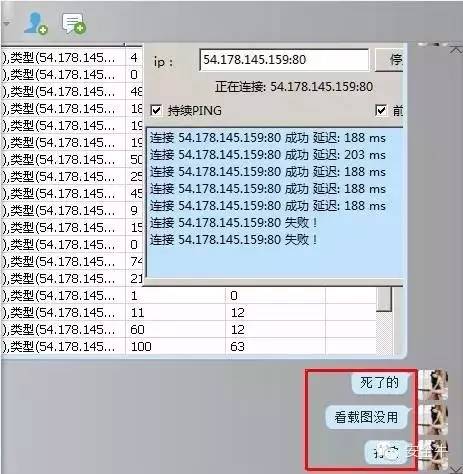 ip： 54.178.145.159:80 停
正在连接: 54.178.145.159:80
持续PING 前
连接 54.178.145.159:80 成功 延迟: 188 ms
连接 54.178.145.159:80 成功 延迟: 203 ms
连接 54.178.145.159:80 成功 延迟: 188 ms
连接 54.178.145.159:80 成功 延迟: 188 ms
连接 54.178.145.159:80 成功 延迟: 188 ms
连接 54.178.145.159:80 失败！
连接 54.178.145.159:80 失败！
),类型(54.178.145... 4
),类型(54.178.145... 0
),类型(54.178.145... 48
),类型(54.178.145... 18
),类型(54.178.145... 19
),类型(54.178.145... 19
),类型(54.178.145... 50
),类型(54.178.145... 25
),类型(54.178.145... 45
),类型(54.178.145... 9
),类型(54.178.145... 15
),类型(54.178.145... 0
),类型(54.178.145... 74
),类型(54.178.145... 21
),类型(54.178.145... 1 0
),类型(54.178.145... 11 12
),类型(54.178.145... 60 12
),类型(54.178.145... 100 63
死了的
看载图没用
安全牛